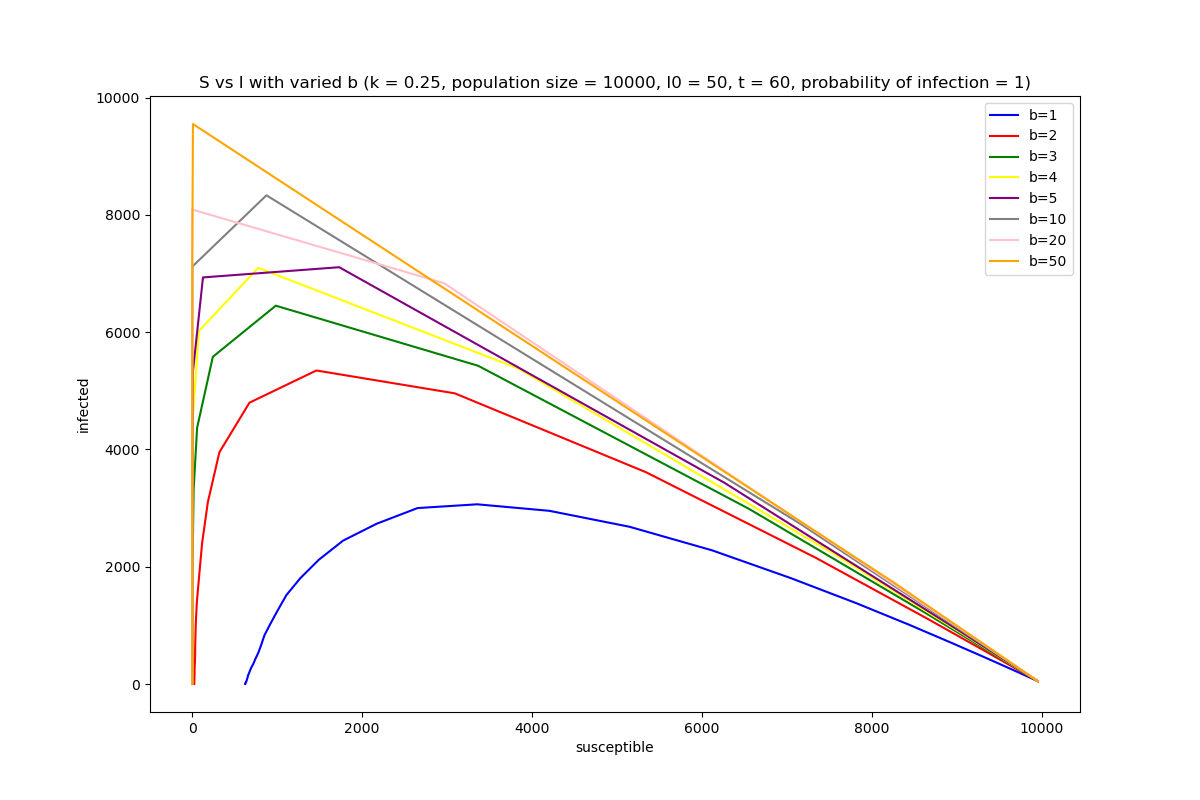 S vs I with varied b (k = 0.25, population size = 10000, I0 = 50, t = 60, probability of infection = 1)
10000
8000
6000
4000
2000
0
infected
b=1
b=2
b=3
b=4
b=5
b=10
b=20
b=50
0 2000 4000 6000 8000 10000
susceptible